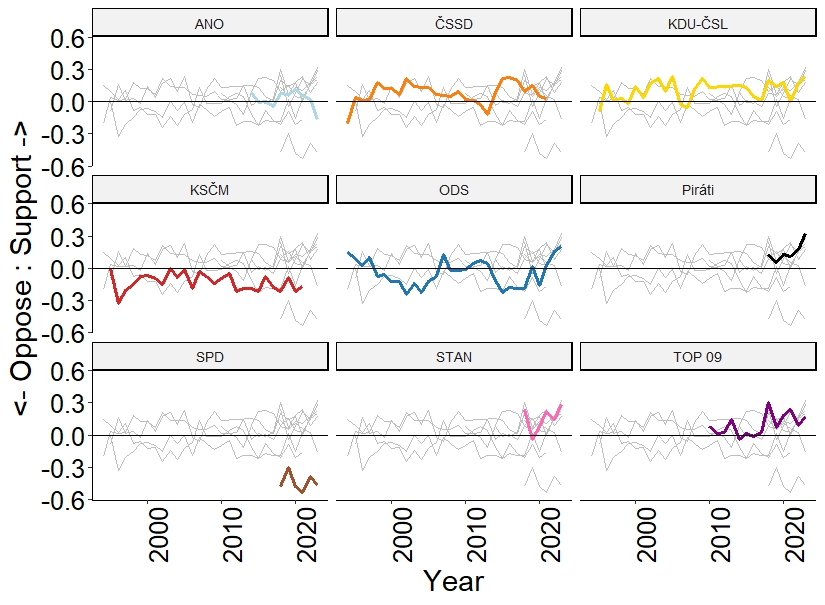 ANO ČSSD KDU-ČSL
0.6
0.3
0.0
-0.3
-0.6
KSČM ODS Piráti
0.6
0.3
0.0
-0.3
-0.6
SPD STAN TOP 09
0.6
0.3
0.0
-0.3
-0.6
<- Oppose : Support ->
2000 2010 2020 2000 2010 2020 2000 2010 2020
Year